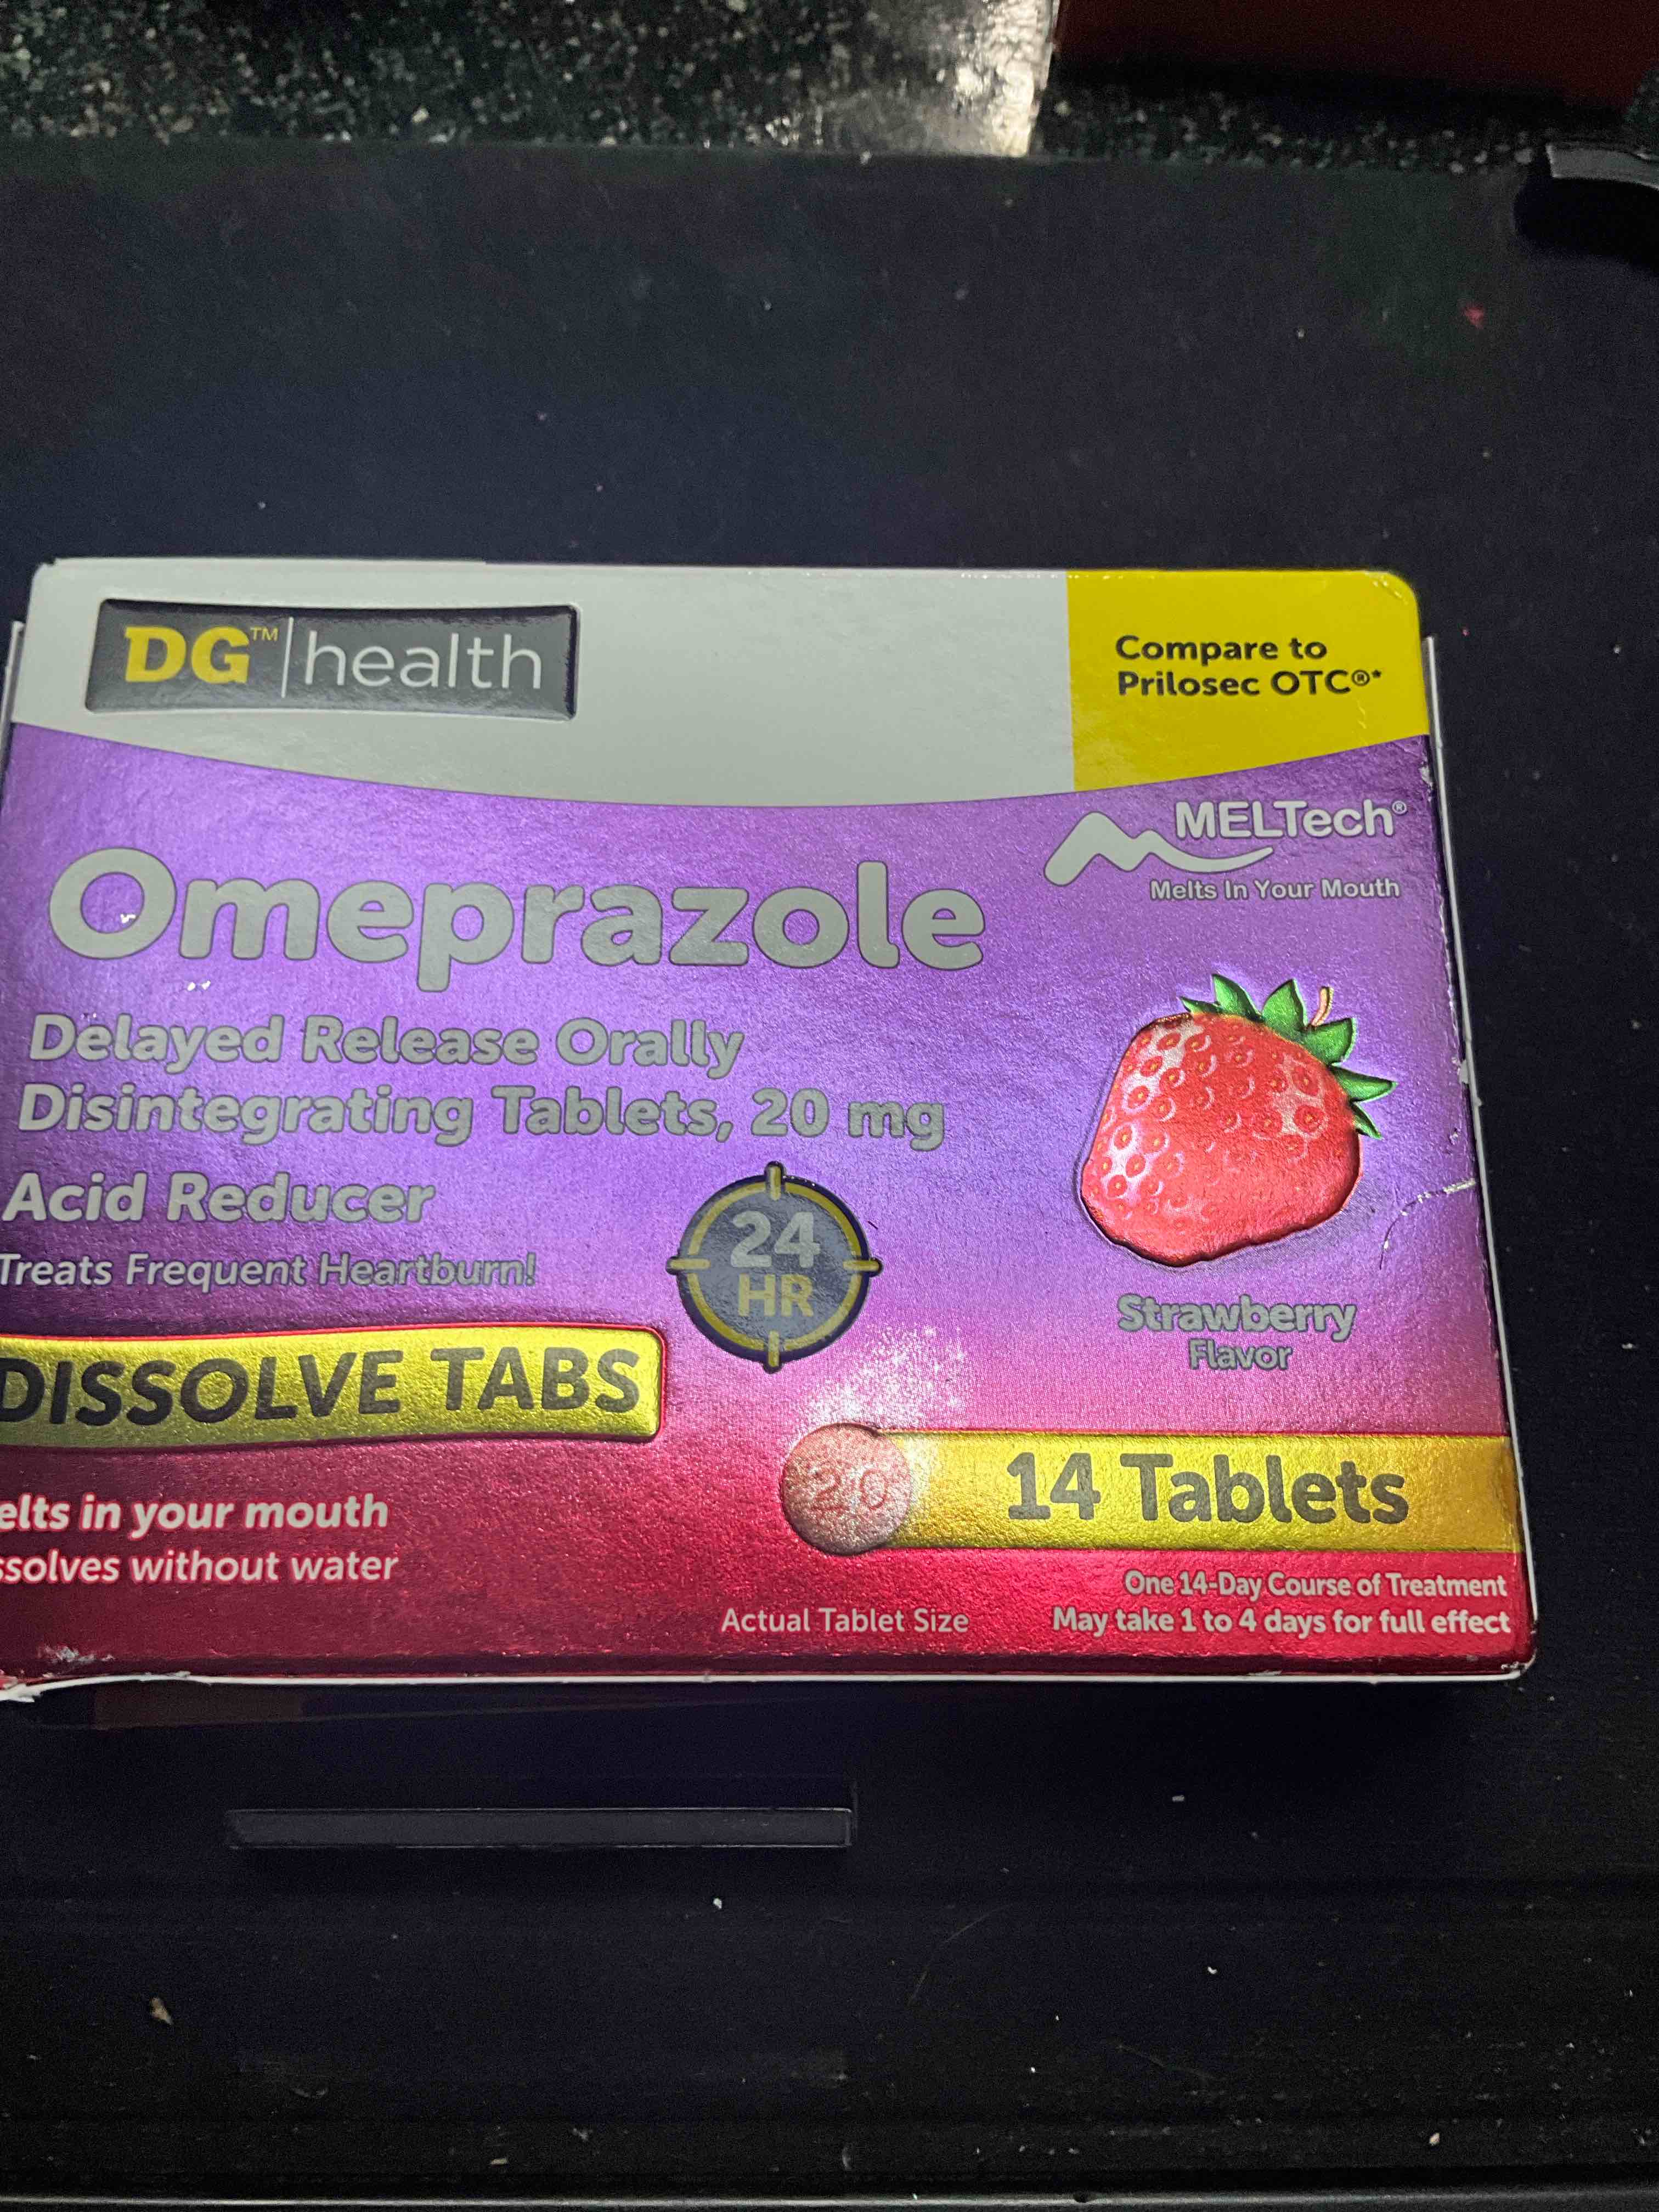 DG™ health
Compare to
Prilosec OTC®*
MELTech®
Melts In Your Mouth
Omeprazole
Delayed Release Orally
Disintegrating Tablets, 20 mg
Acid Reducer
Treats Frequent Heartburn!
24
HR
Strawberry
Flavor
DISSOLVE TABS
20
14 Tablets
elts in your mouth
ssolves without water
Actual Tablet Size
One 14-Day Course of Treatment
May take 1 to 4 days for full effect